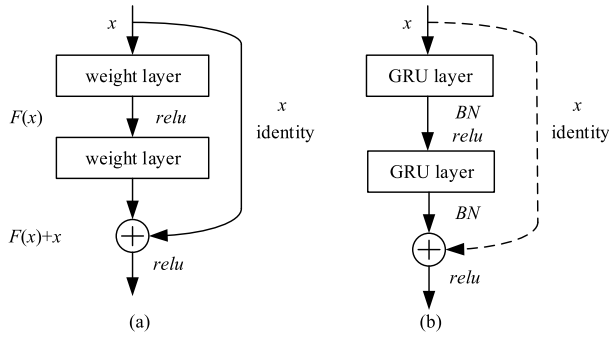 x
weight layer
F(x)
relu
x
identity
weight layer
F(x)+x
relu
(a)
x
GRU layer
BN
relu
x
identity
GRU layer
BN
relu
(b)